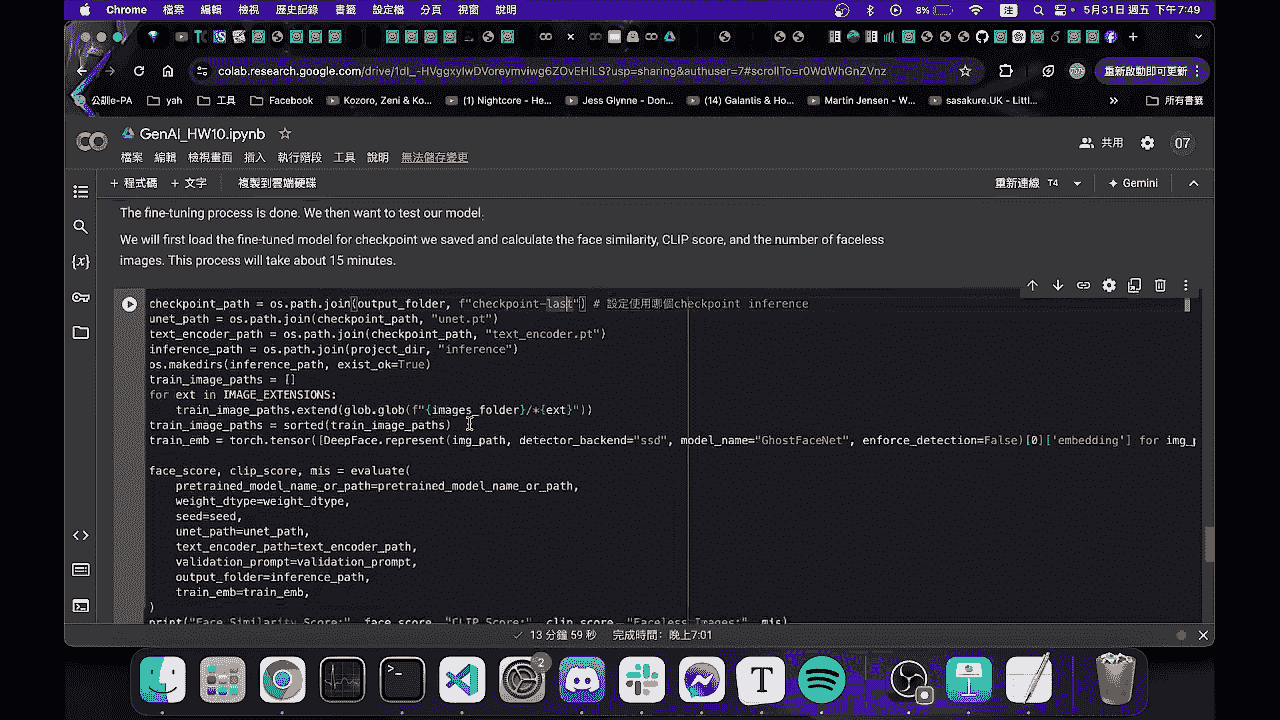 Chrome 檔案 編輯 檢視 歷史記錄 書籤 設定檔 分頁 視窗 說明 8% 注 5月31日 週五 下午7:49
colab.research.google.com/drive/1dl_-HVggxyIwDVoreymviwg6ZOvEHiLS?usp=sharing&authuser=7#scrollTo=r0WdWhGnZVnz 重新啟動即可更新
公訓e-PA yah 工具 Facebook Kozoro, Zeni & Ko... (1) Nightcore - He... Jess Glynne - Don... (14) Galantis & Ho... Martin Jensen - W... sasakure.UK - Littl... » 所有書籤
GenAI_HW10.ipynb
檔案 編輯 檢視畫面 插入 執行階段 工具 說明 無法儲存變更 共用 07
+ 程式碼 + 文字 複製到雲端硬碟 重新連線 T4 Gemini
The fine-tuning process is done. We then want to test our model.
We will first load the fine-tuned model for checkpoint we saved and calculate the face similarity, CLIP score, and the number of faceless
images. This process will take about 15 minutes.
checkpoint_path = os.path.join(output_folder, f"checkpoint-last") # 設定使用哪個checkpoint inference
unet_path = os.path.join(checkpoint_path, "unet.pt")
text_encoder_path = os.path.join(checkpoint_path, "text_encoder.pt")
inference_path = os.path.join(project_dir, "inference")
os.makedirs(inference_path, exist_ok=True)
train_image_paths = []
for ext in IMAGE_EXTENSIONS:
train_image_paths.extend(glob.glob(f"{images_folder}/*{ext}"))
train_image_paths = sorted(train_image_paths)
train_emb = torch.tensor([DeepFace.represent(img_path, detector_backend="ssd", model_name="GhostFaceNet", enforce_detection=False)[0]['embedding'] for img_p
face_score, clip_score, mis = evaluate(
pretrained_model_name_or_path=pretrained_model_name_or_path,
weight_dtype=weight_dtype,
seed=seed,
unet_path=unet_path,
text_encoder_path=text_encoder_path,
validation_prompt=validation_prompt,
output_folder=inference_path,
train_emb=train_emb,
)
print("Face Similarity Score:", face_score, "CLIP Score:", clip_score, "Faceless Images:", mis)
✓ 13 分鐘 59 秒 完成時間: 晚上7:01
2